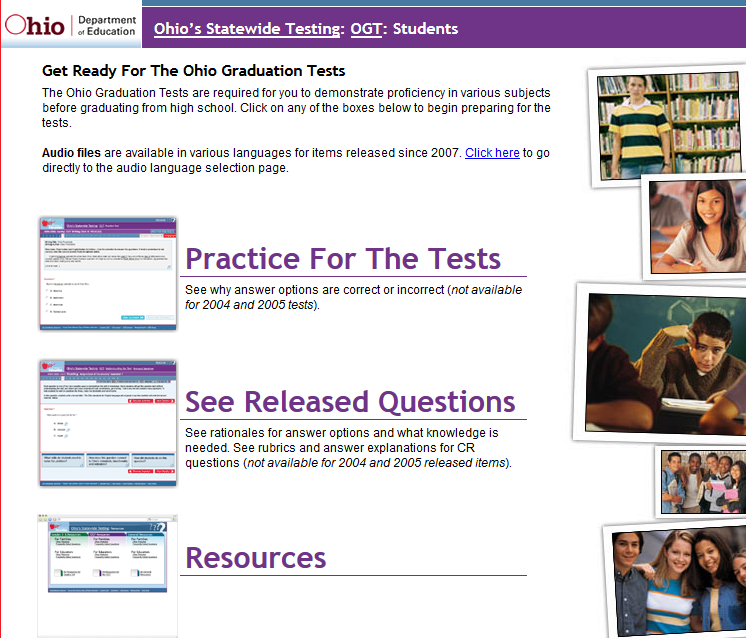 Ohio | Department of Education
Ohio's Statewide Testing: OGT: Students
Get Ready For The Ohio Graduation Tests
The Ohio Graduation Tests are required for you to demonstrate proficiency in various subjects
before graduating from high school. Click on any of the boxes below to begin preparing for the
tests.
Audio files are available in various languages for items released since 2007. Click here to go
directly to the audio language selection page.
Practice For The Tests
See why answer options are correct or incorrect (not available
for 2004 and 2005 tests).
See Released Questions
See rationales for answer options and what knowledge is
needed. See rubrics and answer explanations for CR
questions (not available for 2004 and 2005 released items).
Resources